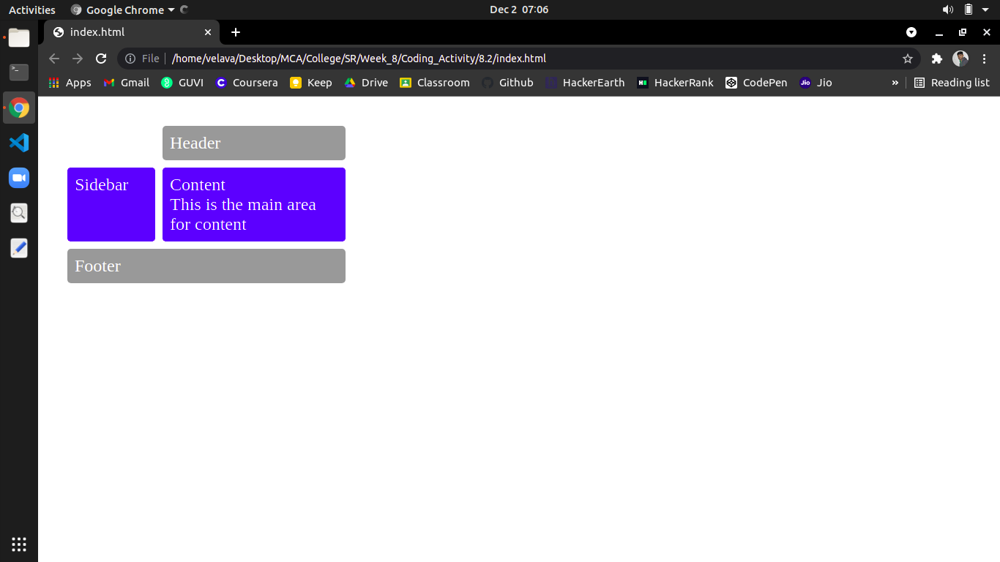 Activities Google Chrome Dec 2 07:06
index.html
File /home/velava/Desktop/MCA/College/SR/Week_8/Coding_Activity/8.2/index.html
Apps Gmail GUVI Coursera Keep Drive Classroom Github HackerEarth HackerRank CodePen Jio Jio » Reading list
Header
Sidebar
Content
This is the main area
for content
Footer